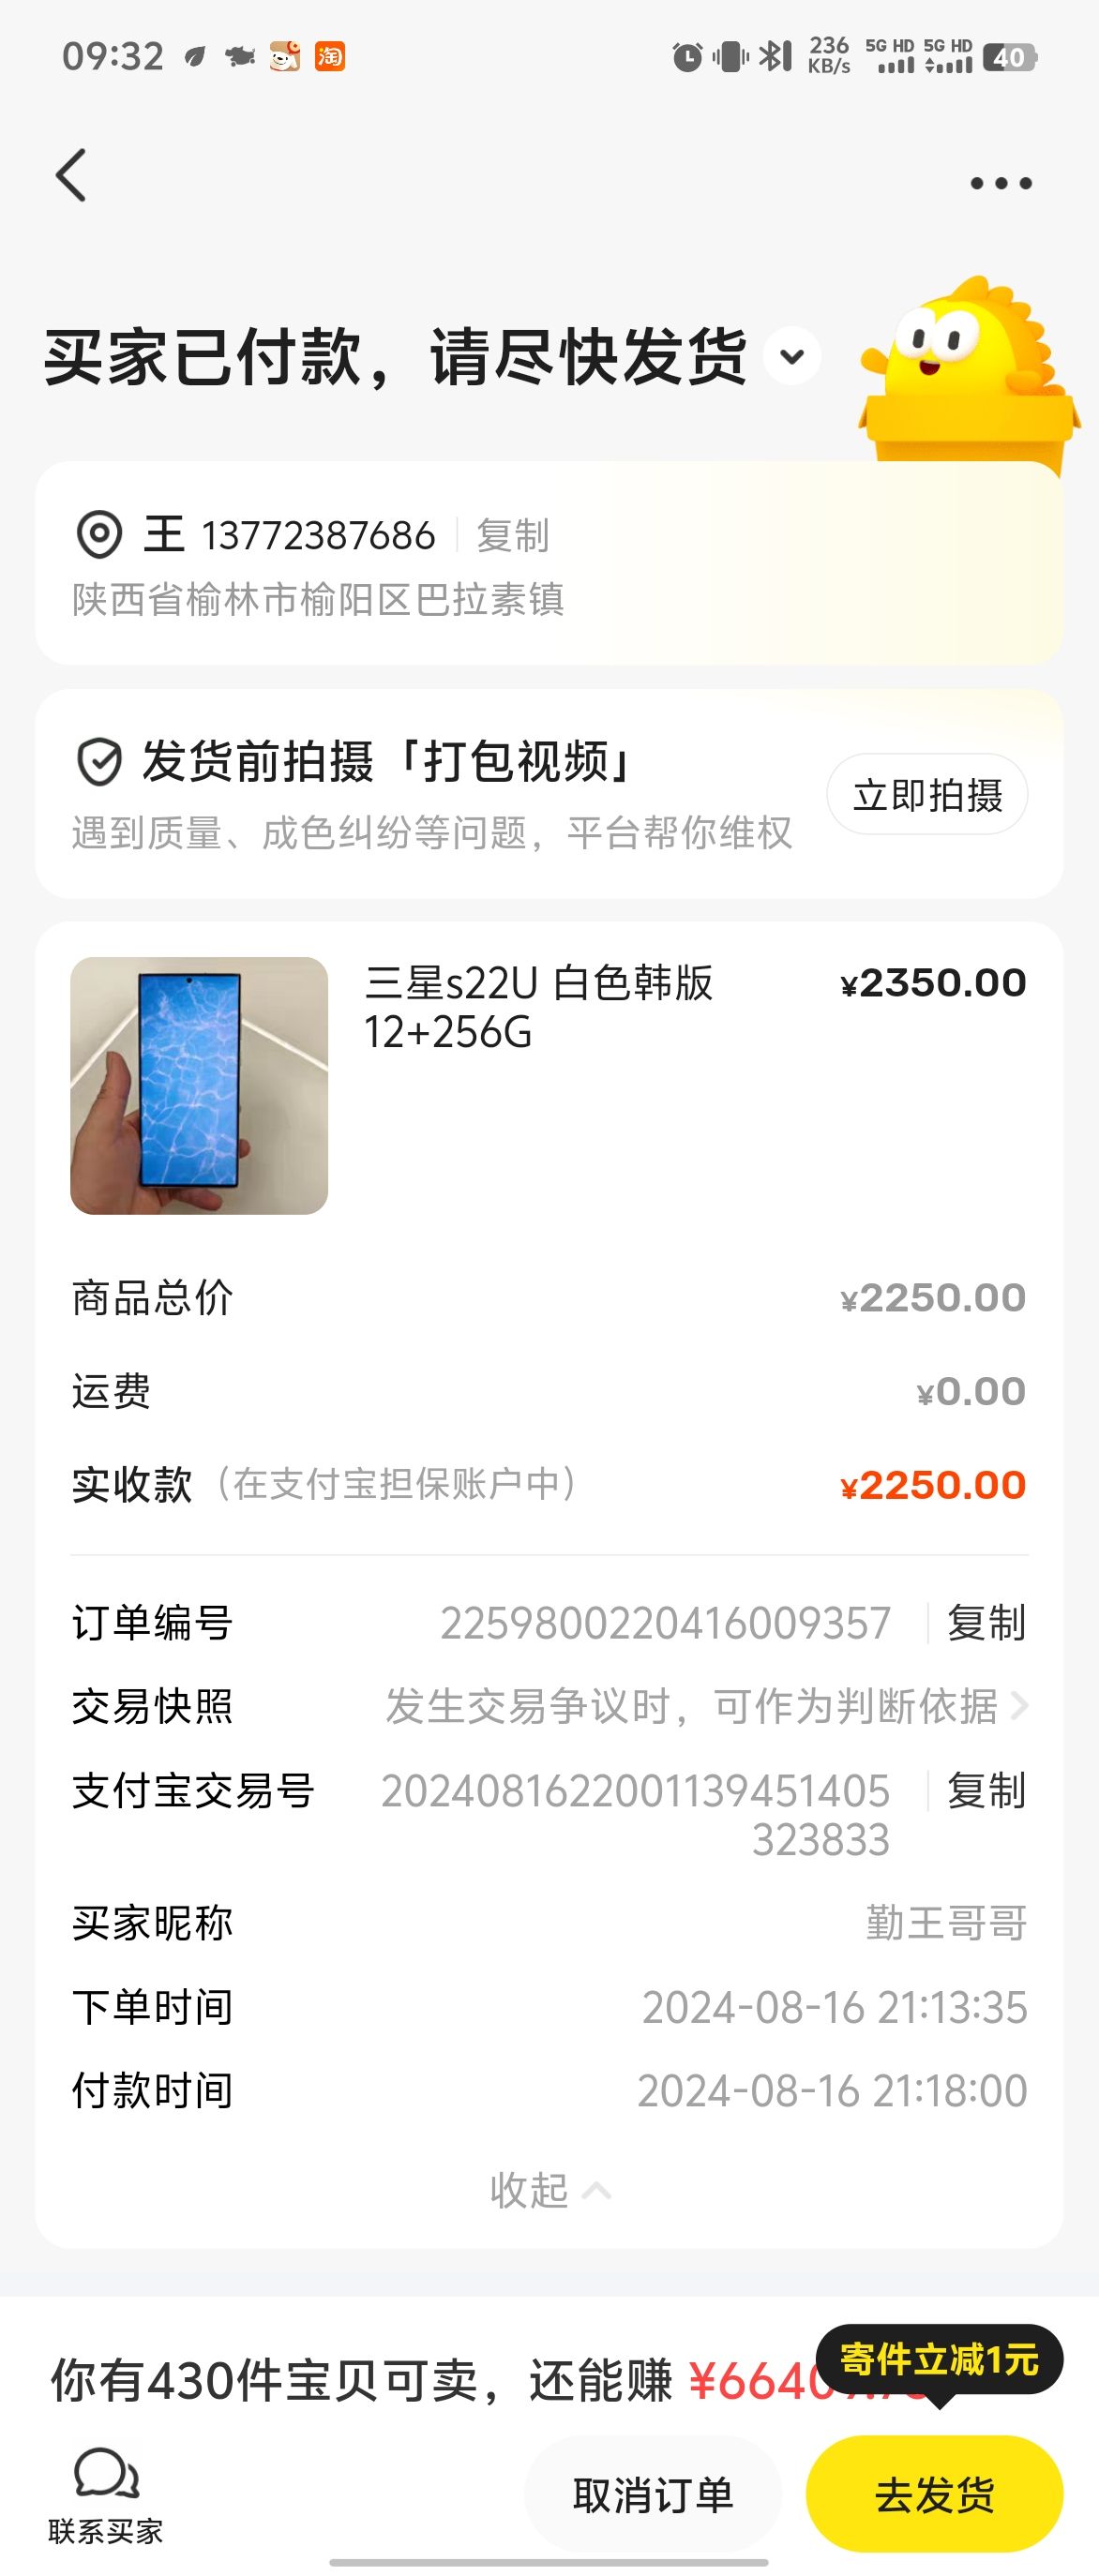 09:32
淘
236
KB/s
5G HD 5G HD
40
买家已付款，请尽快发货
王 13772387686 复制
陕西省榆林市榆阳区巴拉素镇
发货前拍摄「打包视频」
立即拍摄
遇到质量、成色纠纷等问题，平台帮你维权
三星s22U 白色韩版 ¥2350.00
12+256G
商品总价 ¥2250.00
运费 ¥0.00
实收款（在支付宝担保账户中） ¥2250.00
订单编号 2259800220416009357 复制
交易快照 发生交易争议时，可作为判断依据
支付宝交易号 2024081622001139451405 复制
323833
买家昵称 勤王哥哥
下单时间 2024-08-16 21:13:35
付款时间 2024-08-16 21:18:00
收起
寄件立减1元
你有430件宝贝可卖，还能赚
联系买家
取消订单
去发货